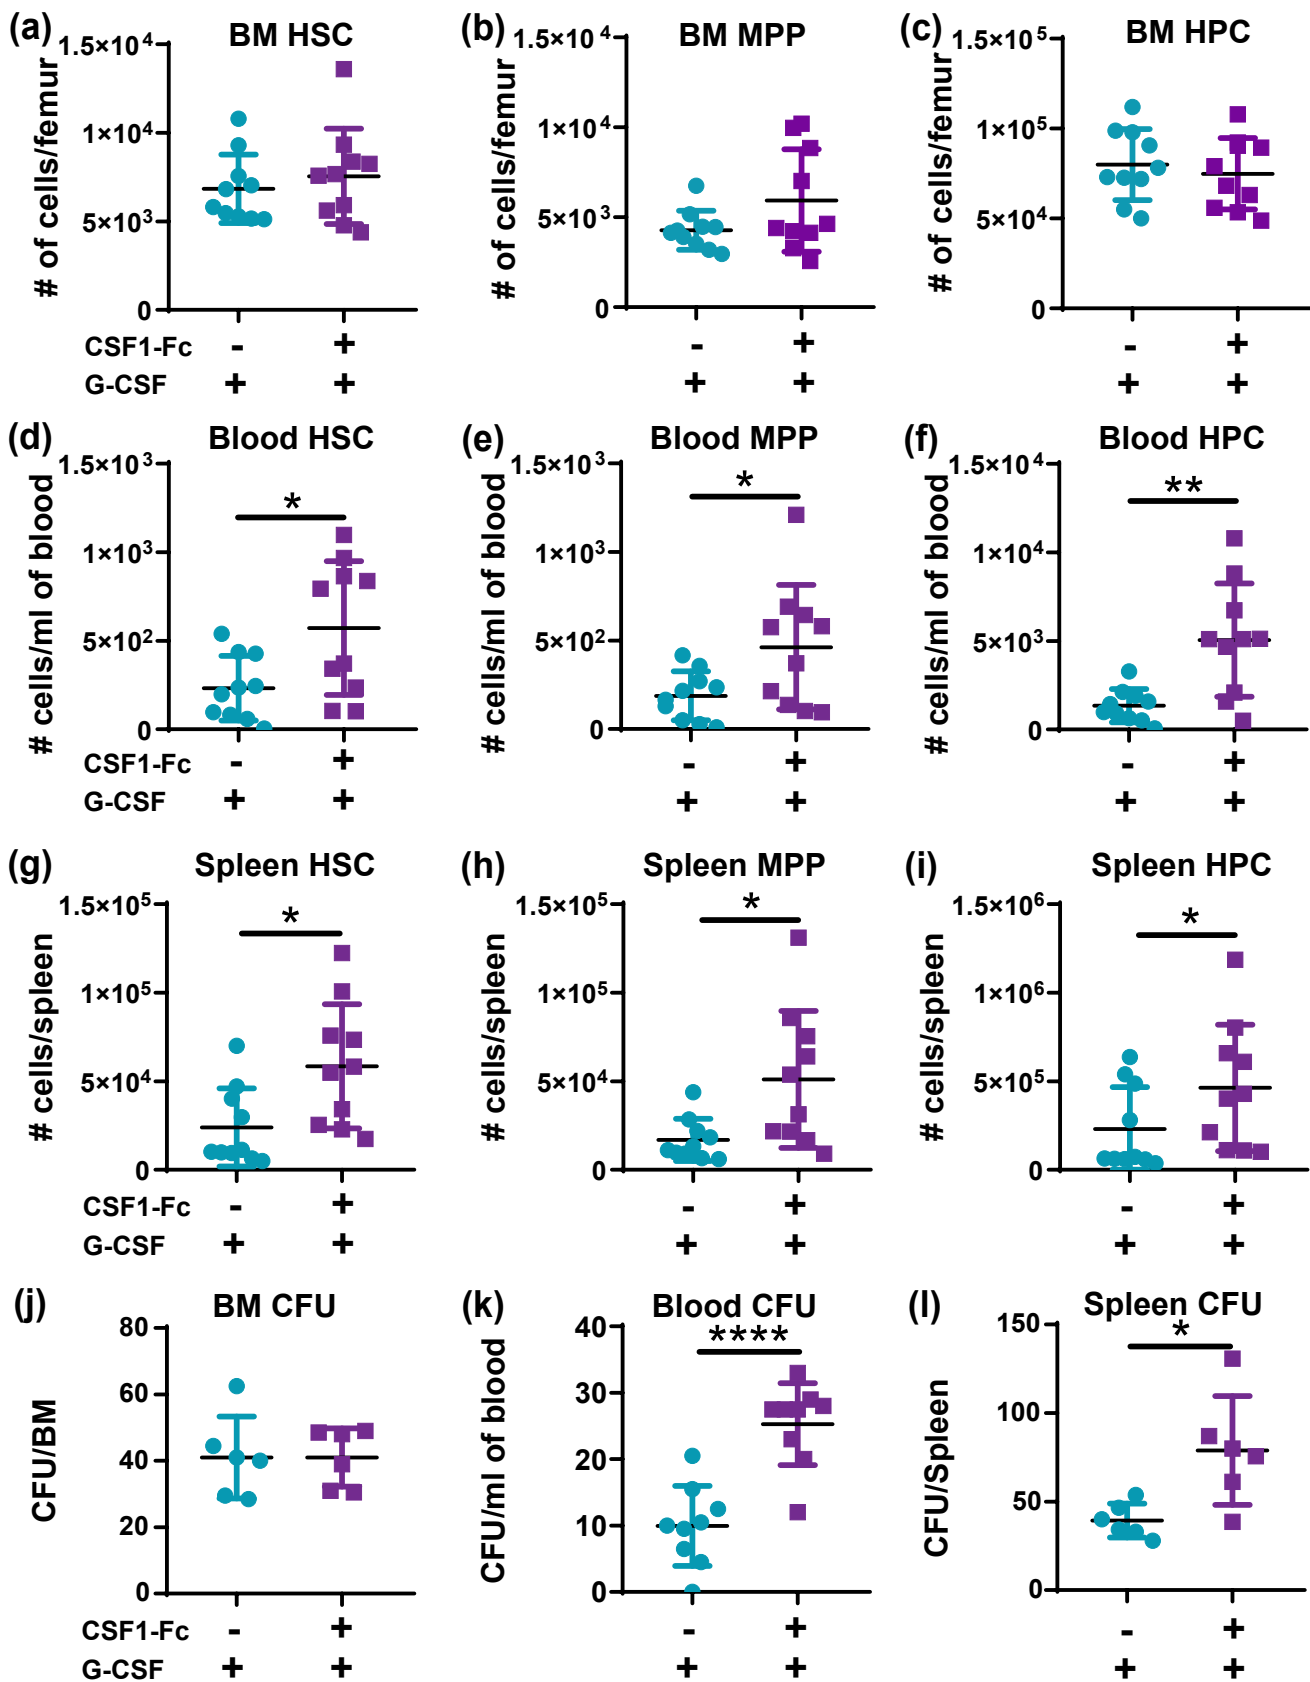 (a) BM HSC
# of cells/femur
1.5×10⁴
1×10⁴
5×10³
0
CSF1-Fc - +
G-CSF + +
(b) BM MPP
# of cells/femur
1.5×10⁴
1×10⁴
5×10³
0
- +
+ +
(c) BM HPC
# of cells/femur
1.5×10⁵
1×10⁵
5×10⁴
0
- +
+ +
(d) Blood HSC
# cells/ml of blood
1.5×10³
1×10³
5×10²
0
*
CSF1-Fc - +
G-CSF + +
(e) Blood MPP
# cells/ml of blood
1.5×10³
1×10³
5×10²
0
*
- +
+ +
(f) Blood HPC
# cells/ml of blood
1.5×10⁴
1×10⁴
5×10³
0
**
- +
+ +
(g) Spleen HSC
# cells/spleen
1.5×10⁵
1×10⁵
5×10⁴
0
*
CSF1-Fc - +
G-CSF + +
(h) Spleen MPP
# cells/spleen
1.5×10⁵
1×10⁵
5×10⁴
0
*
- +
+ +
(i) Spleen HPC
# cells/spleen
1.5×10⁶
1×10⁶
5×10⁵
0
*
- +
+ +
(j) BM CFU
CFU/BM
80
60
40
20
0
CSF1-Fc - +
G-CSF + +
(k) Blood CFU
CFU/ml of blood
40
30
20
10
0
****
- +
+ +
(l) Spleen CFU
CFU/Spleen
150
100
50
0
*
- +
+ +